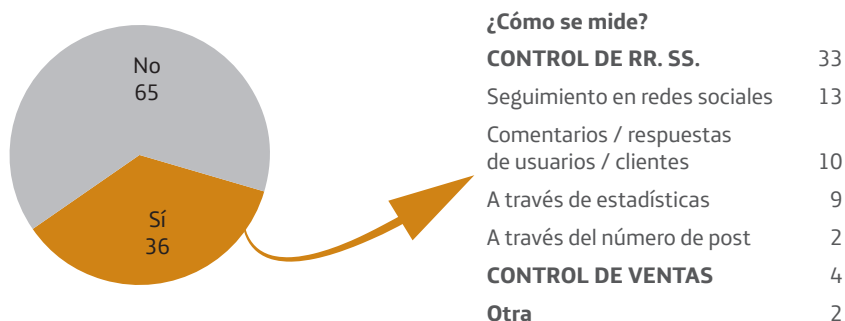 No
65
Sí
36
¿Cómo se mide?
CONTROL DE RR. SS. 33
Seguimiento en redes sociales 13
Comentarios / respuestas
de usuarios / clientes 10
A través de estadísticas 9
A través del número de post 2
CONTROL DE VENTAS 4
Otra 2